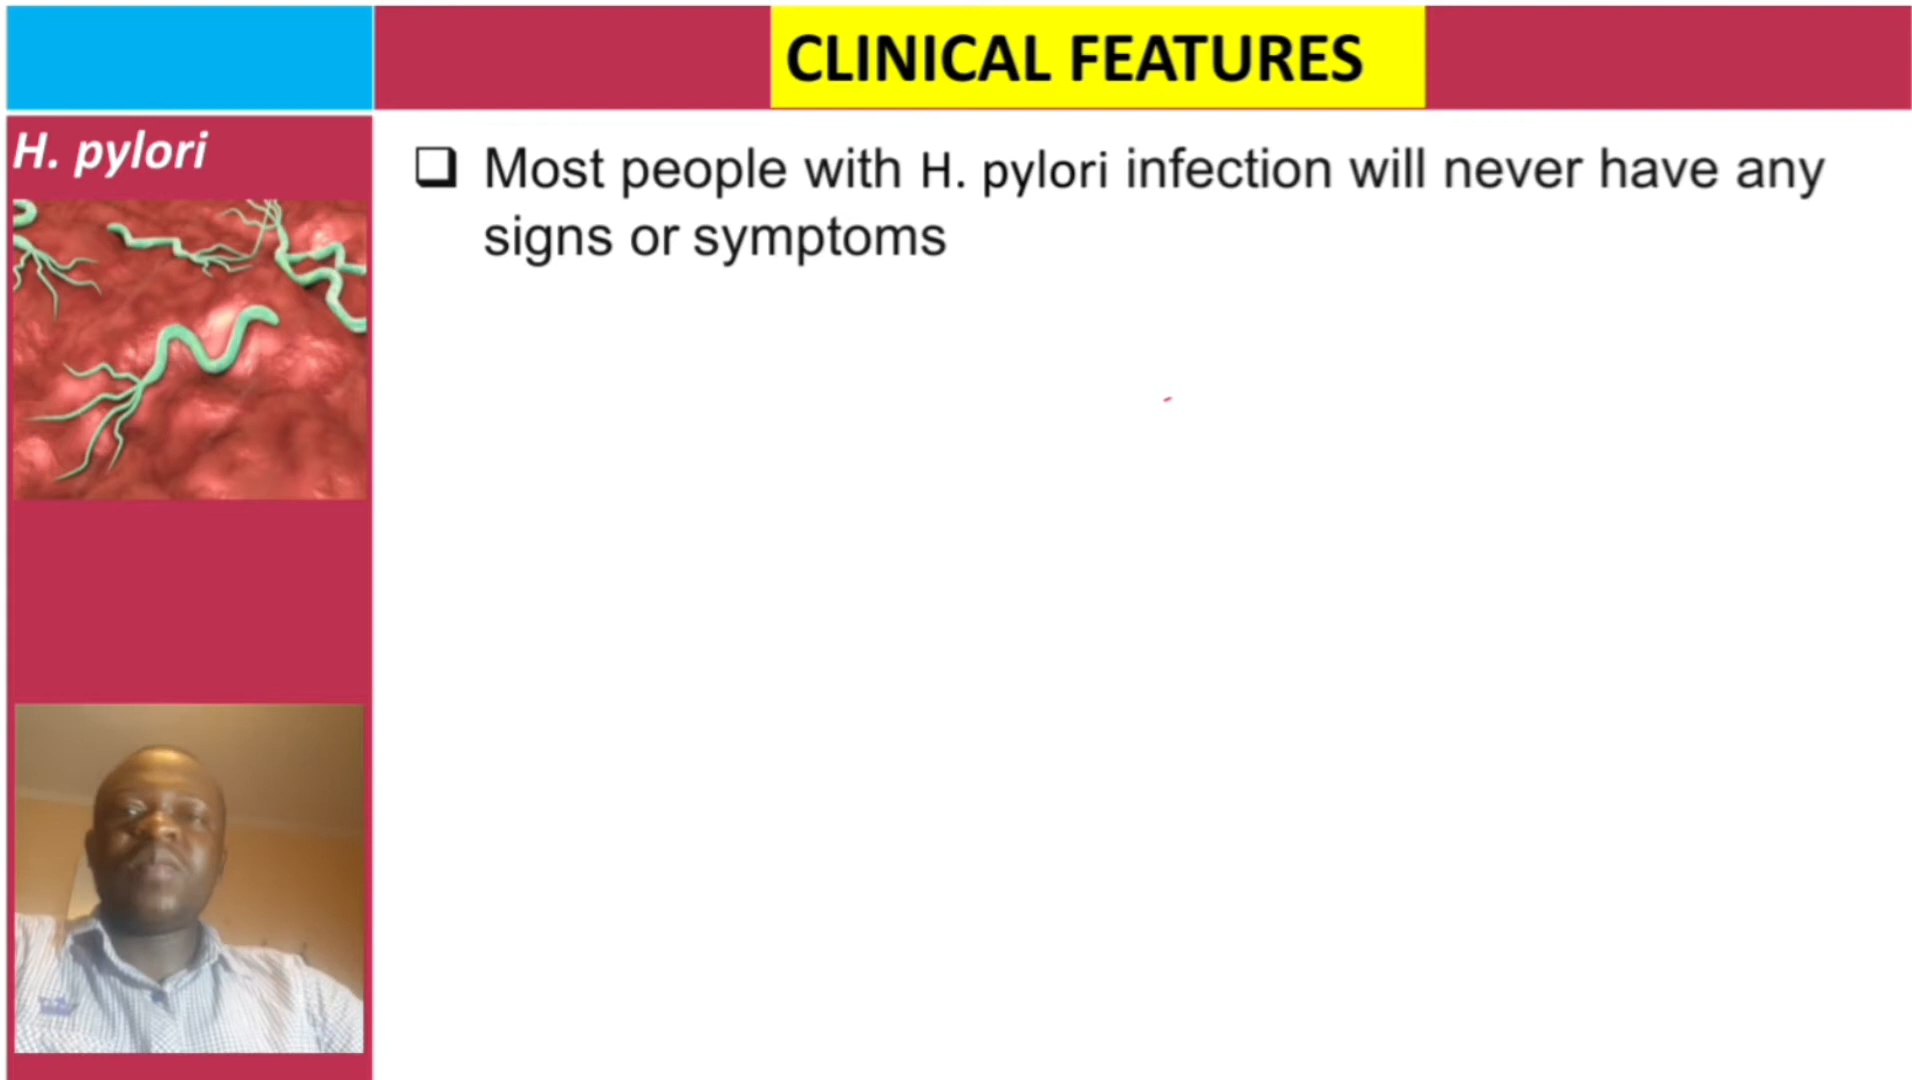 CLINICAL FEATURES
H. pylori
❑ Most people with H. pylori infection will never have any
signs or symptoms